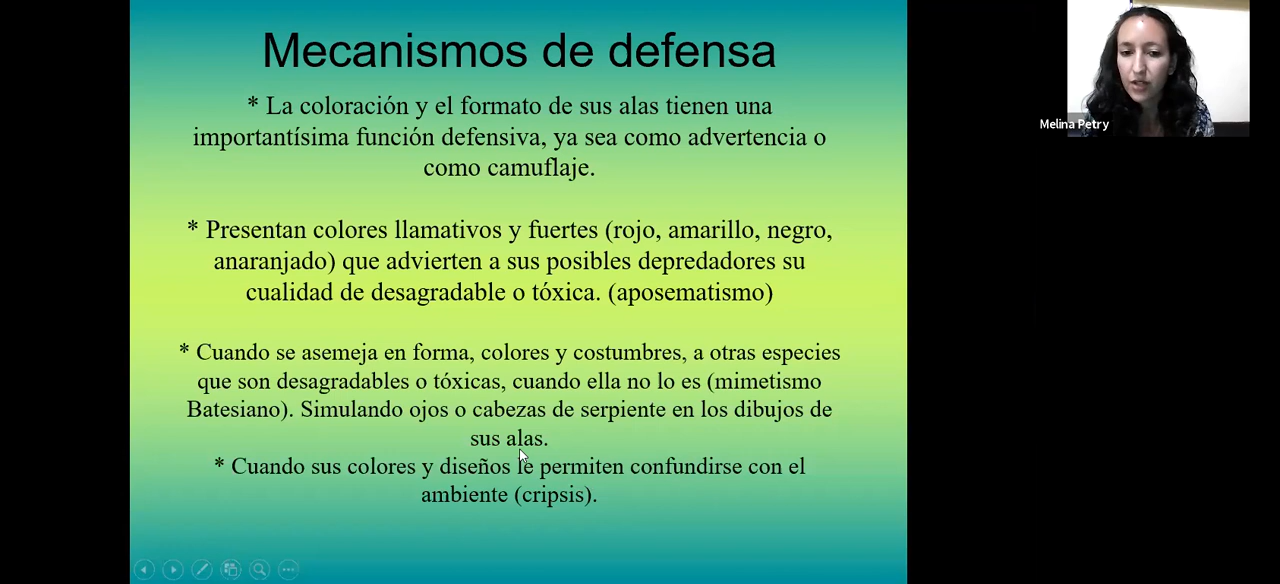 Mecanismos de defensa
* La coloración y el formato de sus alas tienen una
importantísima función defensiva, ya sea como advertencia o
como camuflaje.
* Presentan colores llamativos y fuertes (rojo, amarillo, negro,
anaranjado) que advierten a sus posibles depredadores su
cualidad de desagradable o tóxica. (aposematismo)
* Cuando se asemeja en forma, colores y costumbres, a otras especies
que son desagradables o tóxicas, cuando ella no lo es (mimetismo
Batesiano). Simulando ojos o cabezas de serpiente en los dibujos de
sus alas.
* Cuando sus colores y diseños le permiten confundirse con el
ambiente (cripsis).
Melina Petry